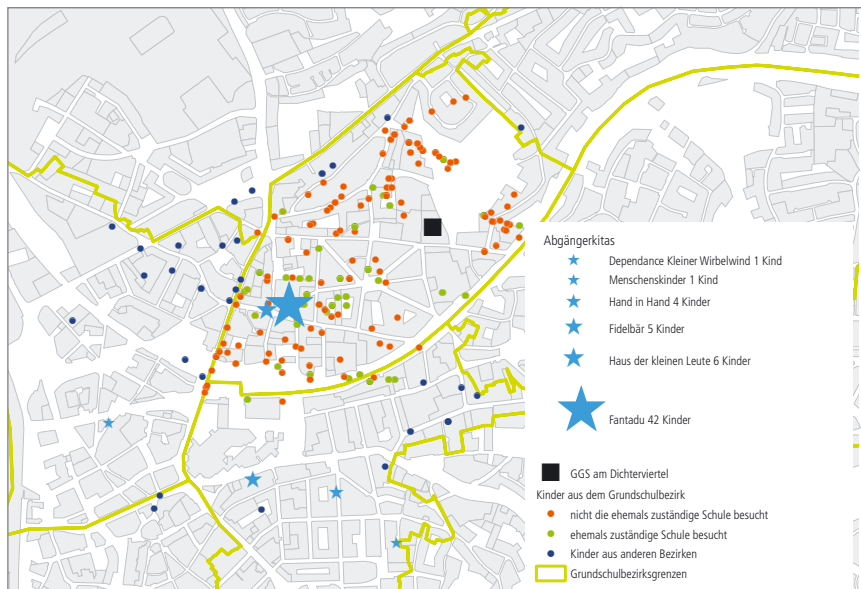 Abgängerkitas
Dependance Kleiner Wirbelwind 1 Kind
Menschenskinder 1 Kind
Hand in Hand 4 Kinder
Fidelbär 5 Kinder
Haus der kleinen Leute 6 Kinder
Fantadu 42 Kinder
GGS am Dichterviertel
Kinder aus dem Grundschulbezirk
nicht die ehemals zuständige Schule besucht
ehemals zuständige Schule besucht
Kinder aus anderen Bezirken
Grundschulbezirksgrenzen